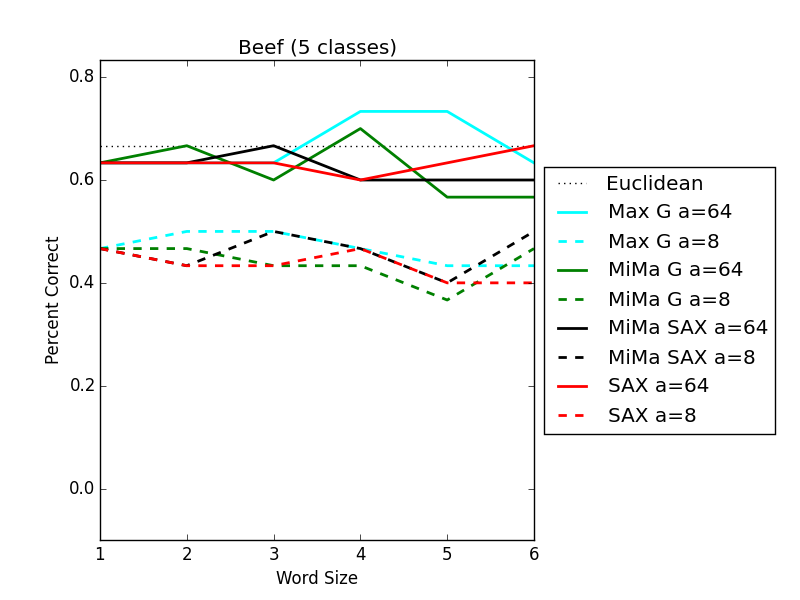 Beef (5 classes)
Percent Correct
0.8
0.6
0.4
0.2
0.0
1 2 3 4 5 6
Word Size
Euclidean
Max G a=64
Max G a=8
MiMa G a=64
MiMa G a=8
MiMa SAX a=64
MiMa SAX a=8
SAX a=64
SAX a=8